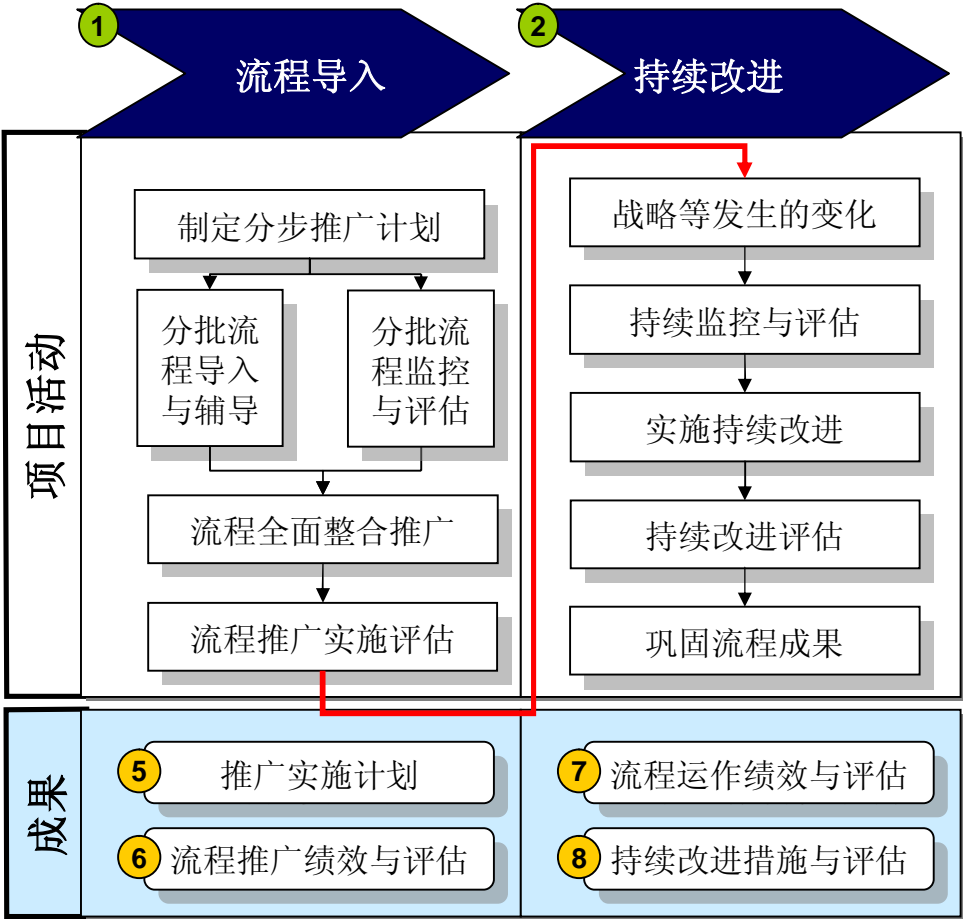 1
流程导入
2
持续改进
项目活动
制定分步推广计划
分批流
程导入
与辅导
分批流
程监控
与评估
流程全面整合推广
流程推广实施评估
战略等发生的变化
持续监控与评估
实施持续改进
持续改进评估
巩固流程成果
成果
5
推广实施计划
6
流程推广绩效与评估
7
流程运作绩效与评估
8
持续改进措施与评估